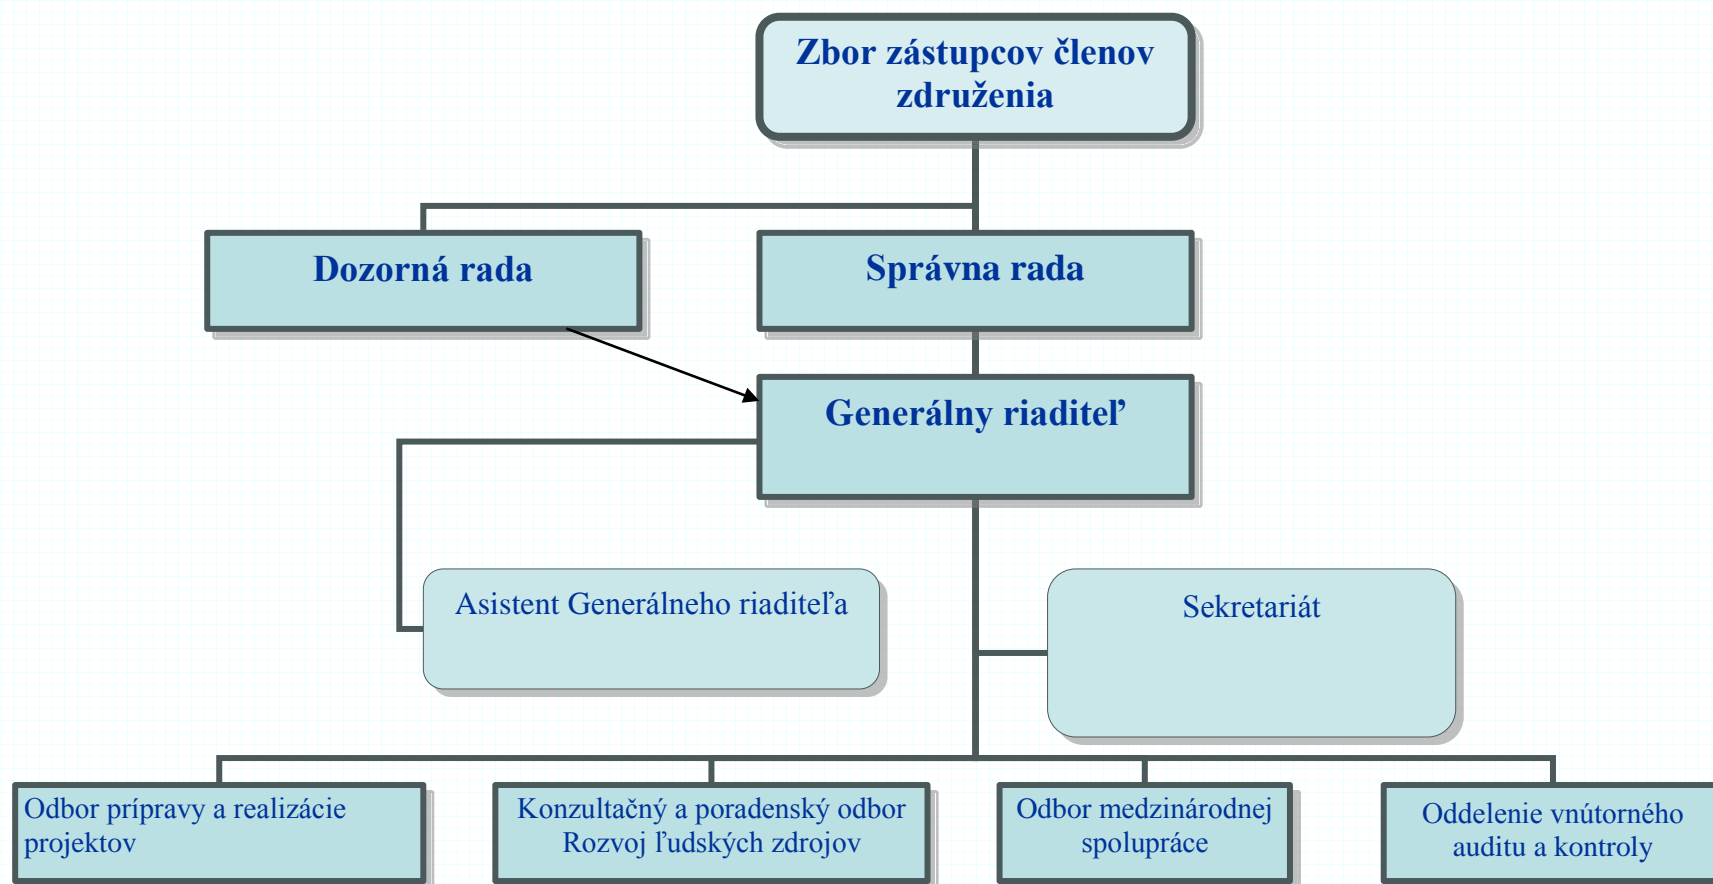 Zbor zástupcov členov
združenia
Dozorná rada
Správna rada
Generálny riaditeľ
Asistent Generálneho riaditeľa
Sekretariát
Odbor prípravy a realizácie
projektov
Konzultačný a poradenský odbor
Rozvoj ľudských zdrojov
Odbor medzinárodnej
spolupráce
Oddelenie vnútorného
auditu a kontroly